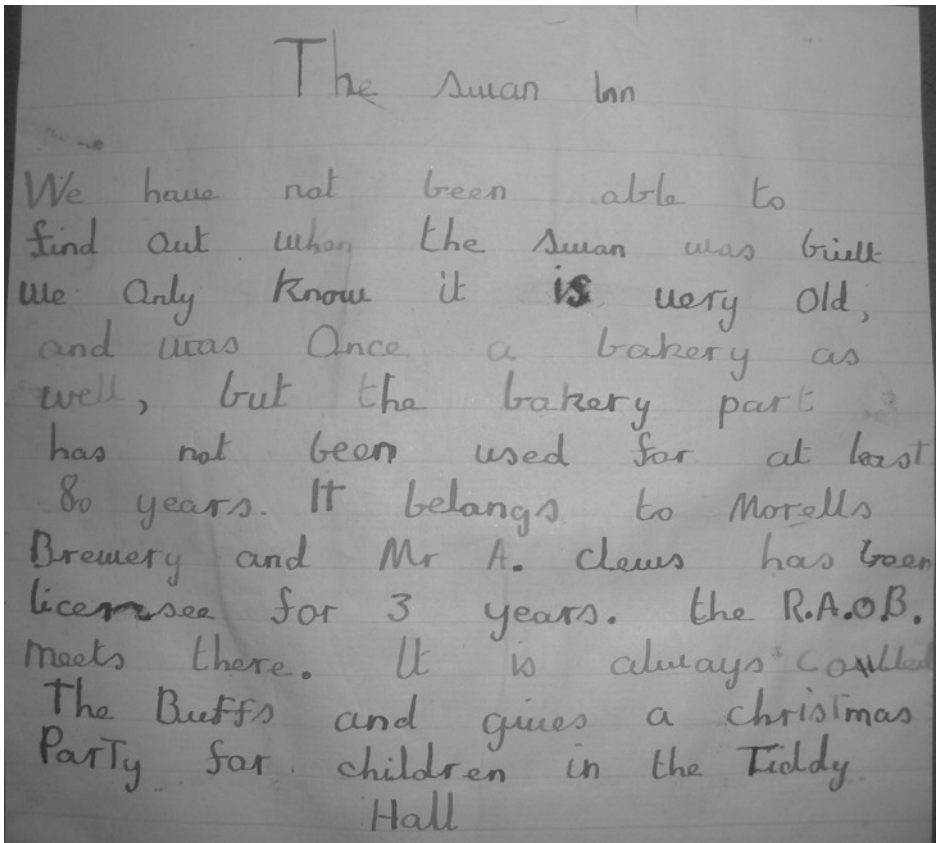 The Swan Inn
We have not been able to
find out when the Swan was built
we Only Know it is very old,
and was Once a bakery as
well, but the bakery part
has not been used for at least
80 years. It belongs to Morells
Brewery and Mr A. Clews has been
licensee for 3 years. the R.A.O.B.
meets there. It is always called
The Buffs and gives a christmas
Party for children in the Tiddy
Hall